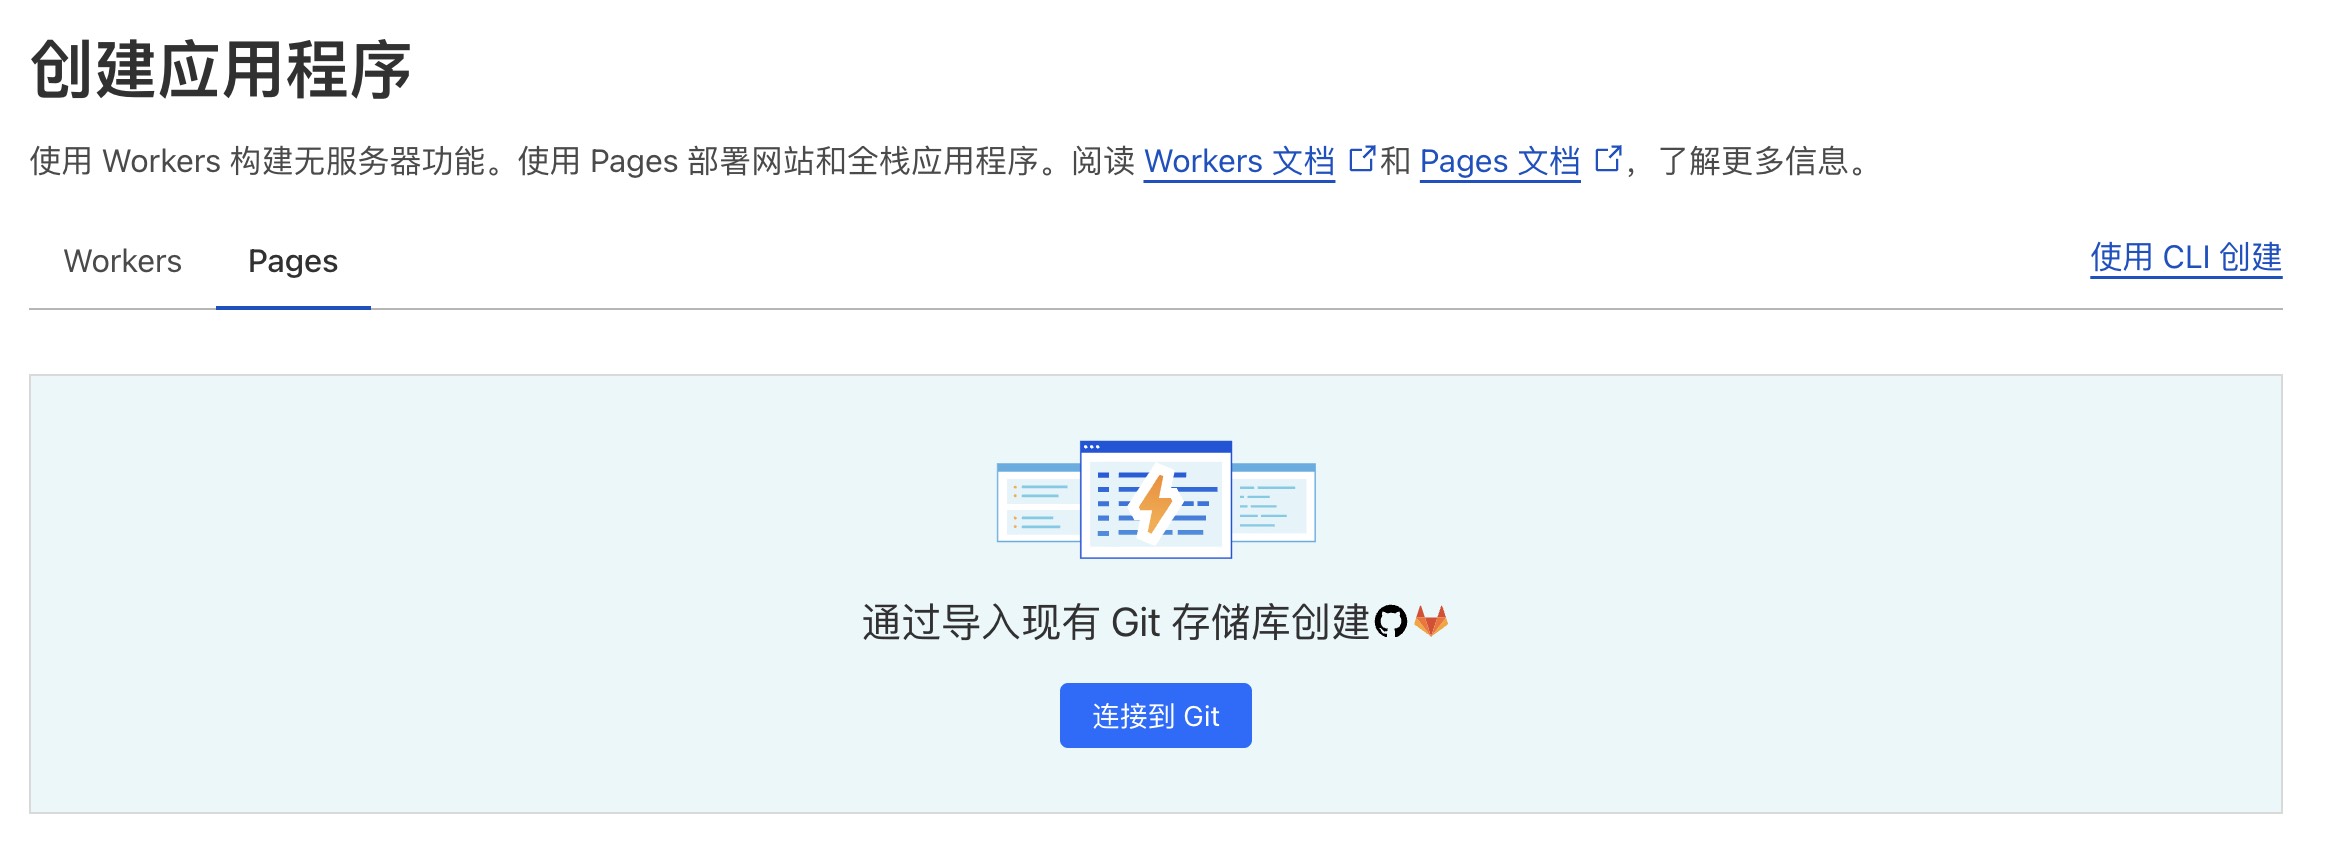 创建应用程序
使用 Workers 构建无服务器功能。使用 Pages 部署网站和全栈应用程序。阅读 Workers 文档 和 Pages 文档 ，了解更多信息。
Workers Pages 使用 CLI 创建
通过导入现有 Git 存储库创建
连接到 Git